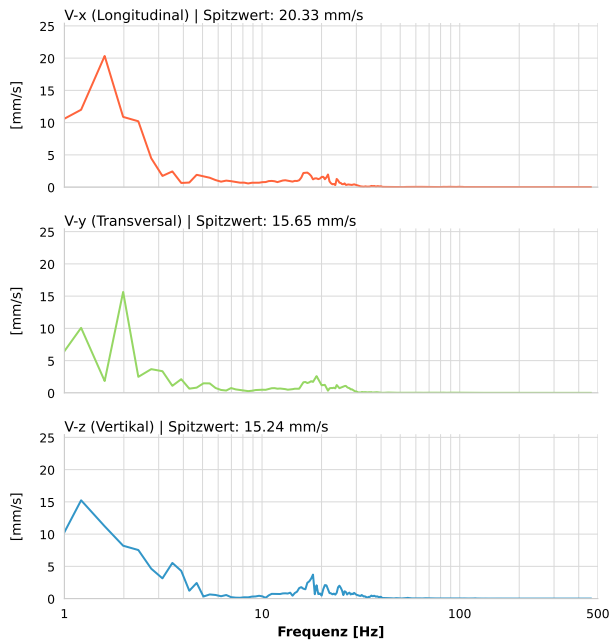 V-x (Longitudinal) | Spitzwert: 20.33 mm/s
25
20
15
10
5
0
[mm/s]
V-y (Transversal) | Spitzwert: 15.65 mm/s
25
20
15
10
5
0
[mm/s]
V-z (Vertikal) | Spitzwert: 15.24 mm/s
25
20
15
10
5
0
[mm/s]
1 10 100 500
Frequenz [Hz]